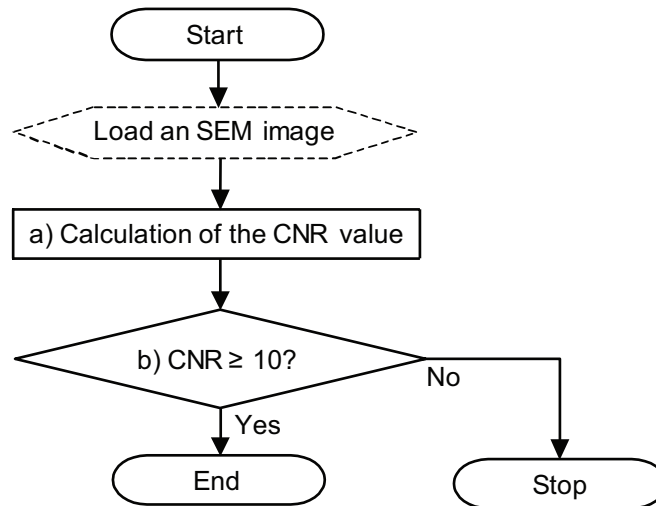 Start
Load an SEM image
a) Calculation of the CNR value
b) CNR ≥ 10?
No
Yes
End
Stop